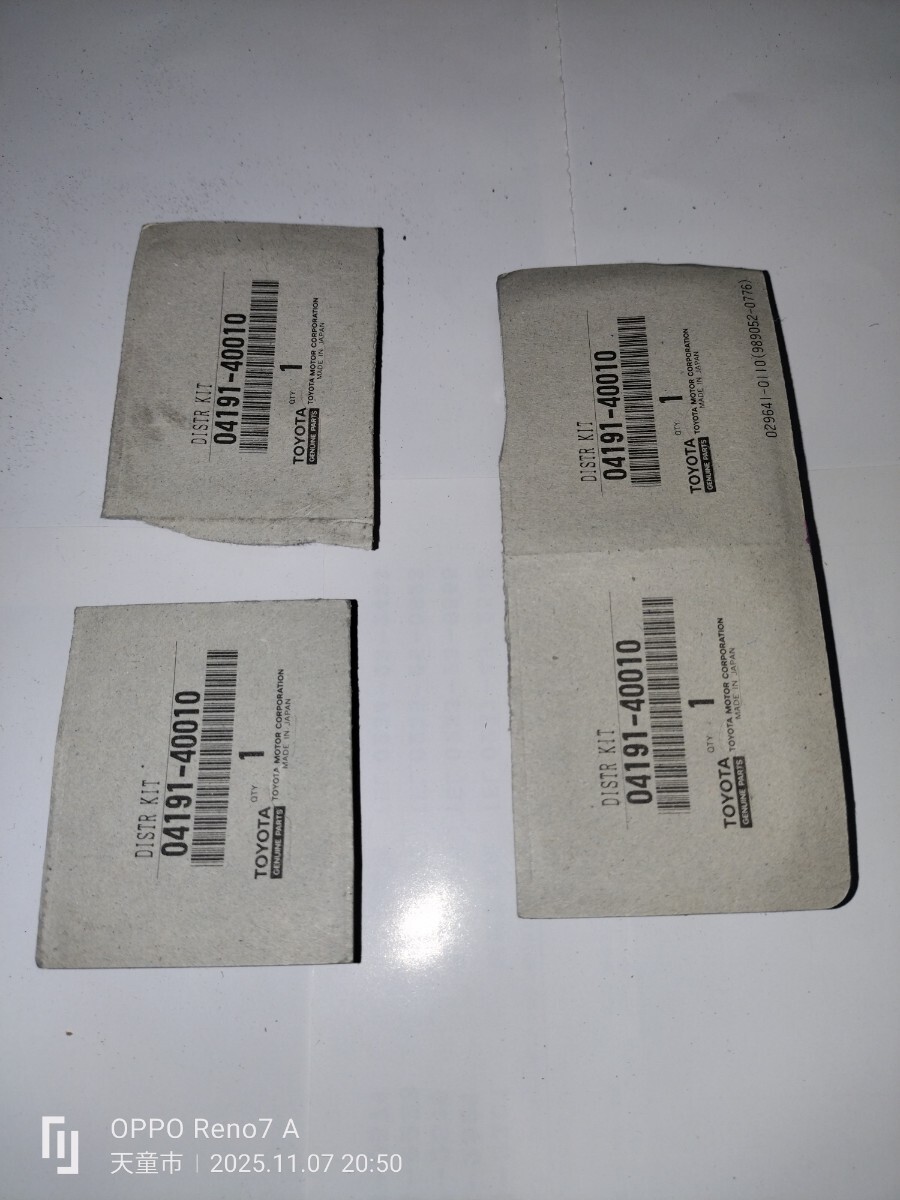 DISTR KIT
04191-40010
QTY 1
TOYOTA
GENUINE PARTS
TOYOTA MOTOR CORPORATION
MADE IN JAPAN
DISTR KIT
04191-40010
QTY 1
TOYOTA
GENUINE PARTS
TOYOTA MOTOR CORPORATION
MADE IN JAPAN
029641-0110(989052-0776)
DISTR KIT
04191-40010
QTY 1
TOYOTA
GENUINE PARTS
TOYOTA MOTOR CORPORATION
MADE IN JAPAN
DISTR KIT
04191-40010
QTY 1
TOYOTA
GENUINE PARTS
TOYOTA MOTOR CORPORATION
MADE IN JAPAN
OPPO Reno7 A
天童市 | 2025.11.07 20:50